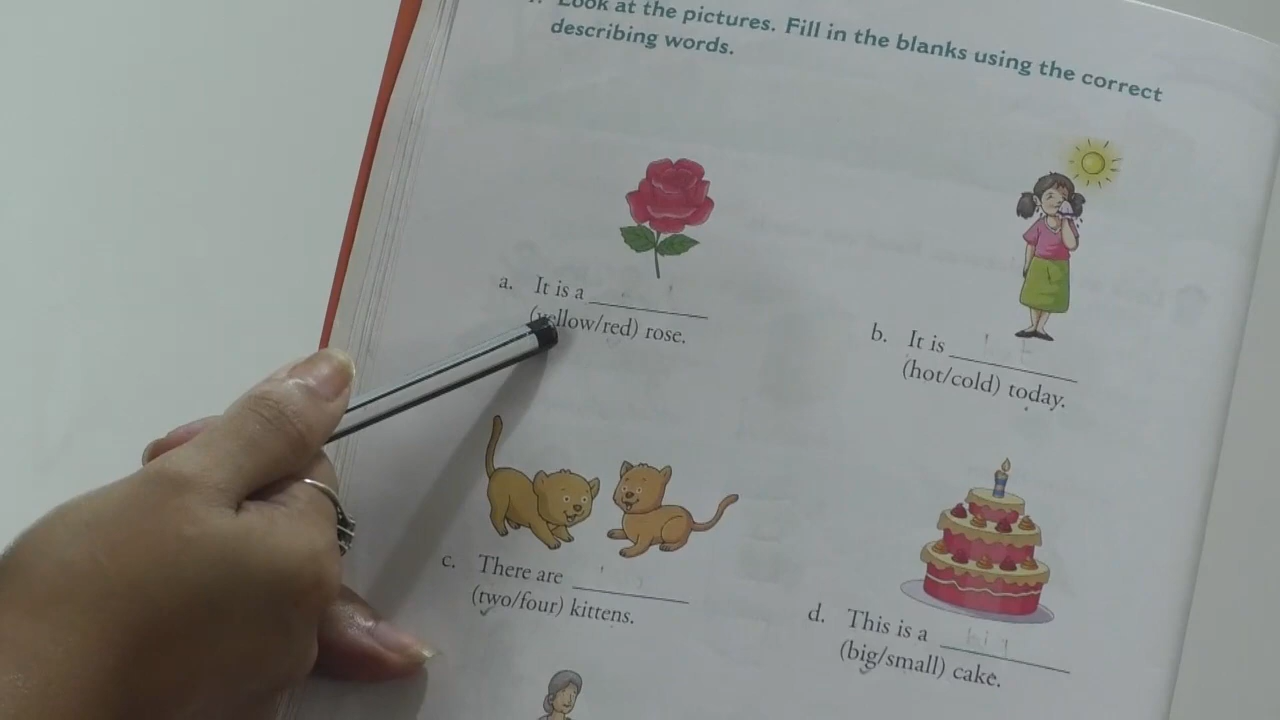 Look at the pictures. Fill in the blanks using the correct
describing words.
a. It is a
(yellow/red) rose.
b. It is
(hot/cold) today.
c. There are
(two/four) kittens.
d. This is a big
(big/small) cake.